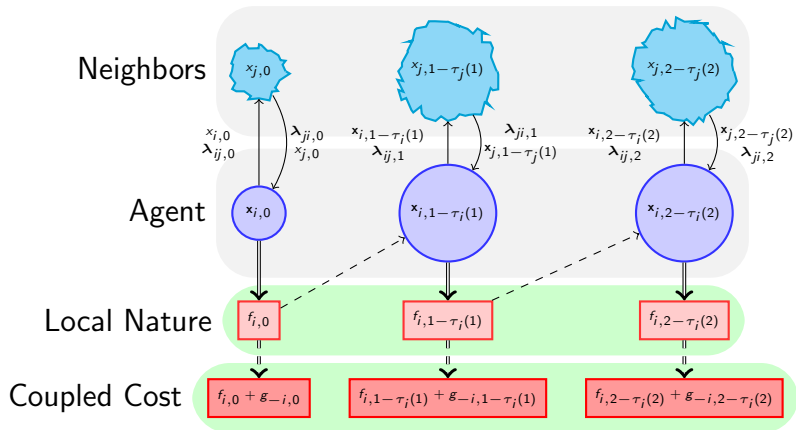 Neighbors
x_{j,0}
x_{j,1−τ_j(1)}
x_{j,2−τ_j(2)}
x_{i,0}
λ_{ij,0}
λ_{ji,0}
x_{j,0}
x_{i,1−τ_i(1)}
λ_{ij,1}
λ_{ji,1}
x_{j,1−τ_j(1)}
x_{i,2−τ_i(2)}
λ_{ij,2}
x_{j,2−τ_j(2)}
λ_{ji,2}
Agent
x_{i,0}
x_{i,1−τ_i(1)}
x_{i,2−τ_i(2)}
Local Nature
f_{i,0}
f_{i,1−τ_i(1)}
f_{i,2−τ_i(2)}
Coupled Cost
f_{i,0} + g_{−i,0}
f_{i,1−τ_i(1)} + g_{−i,1−τ_i(1)}
f_{i,2−τ_i(2)} + g_{−i,2−τ_i(2)}